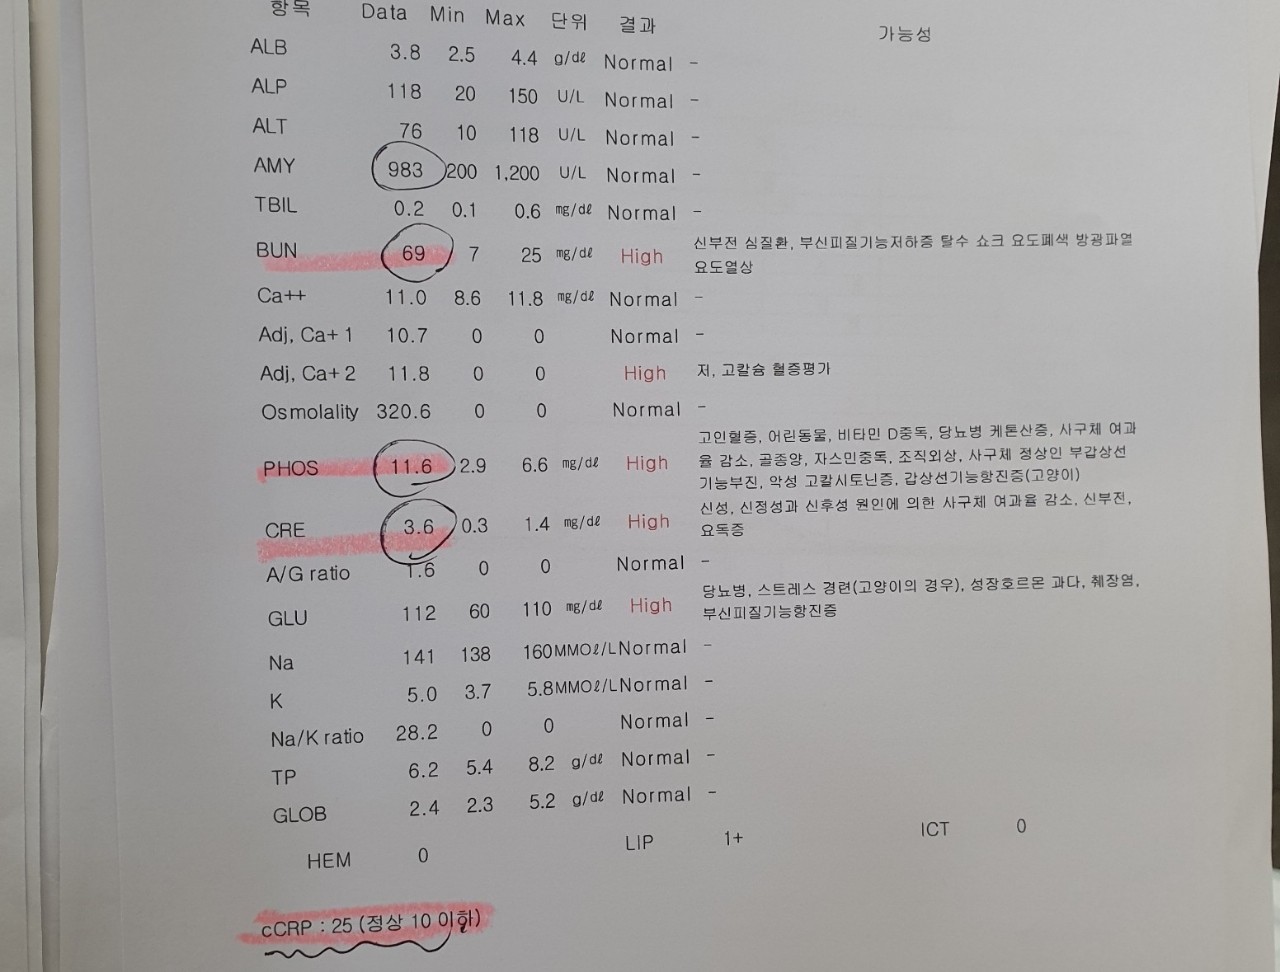 항목 Data Min Max 단위 결과 가능성
ALB 3.8 2.5 4.4 g/dℓ Normal -
ALP 118 20 150 U/L Normal -
ALT 76 10 118 U/L Normal -
AMY 983 200 1,200 U/L Normal -
TBIL 0.2 0.1 0.6 mg/dℓ Normal -
BUN 69 7 25 mg/dℓ High 신부전 심질환, 부신피질기능저하증 탈수 쇼크 요도폐색 방광파열
요도열상
Ca++ 11.0 8.6 11.8 mg/dℓ Normal -
Adj, Ca+ 1 10.7 0 0 Normal -
Adj, Ca+ 2 11.8 0 0 High 저, 고칼슘 혈증평가
Osmolality 320.6 0 0 Normal -
고인혈증, 어린동물, 비타민 D중독, 당뇨병 케톤산증, 사구체 여과
PHOS 11.6 2.9 6.6 mg/dℓ High 율 감소, 골종양, 자스민중독, 조직외상, 사구체 정상인 부갑상선
기능부진, 악성 고칼시토닌증, 갑상선기능항진증(고양이)
신성, 신정성과 신후성 원인에 의한 사구체 여과율 감소, 신부전,
CRE 3.6 0.3 1.4 mg/dℓ High 요독증
A/G ratio 1.6 0 0 Normal -
당뇨병, 스트레스 경련(고양이의 경우), 성장호르몬 과다, 췌장염,
GLU 112 60 110 mg/dℓ High 부신피질기능항진증
Na 141 138 160 MMOℓ/L Normal -
K 5.0 3.7 5.8 MMOℓ/L Normal -
Na/K ratio 28.2 0 0 Normal -
TP 6.2 5.4 8.2 g/dℓ Normal -
GLOB 2.4 2.3 5.2 g/dℓ Normal -
HEM 0 LIP 1+ ICT 0
cCRP : 25 (정상 10 이하)